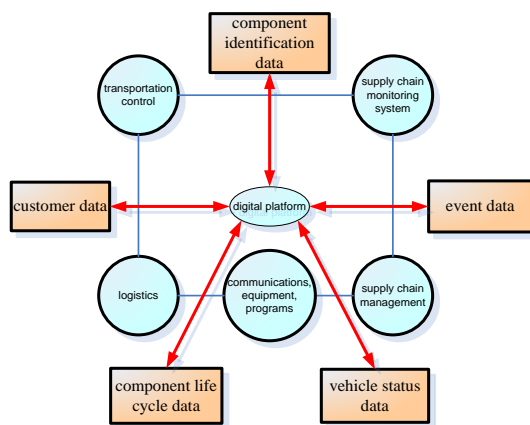 component
identification
data
transportation
control
supply chain
monitoring
system
customer data
digital platform
event data
logistics
communications,
equipment,
programs
supply chain
management
component life
cycle data
vehicle status
data